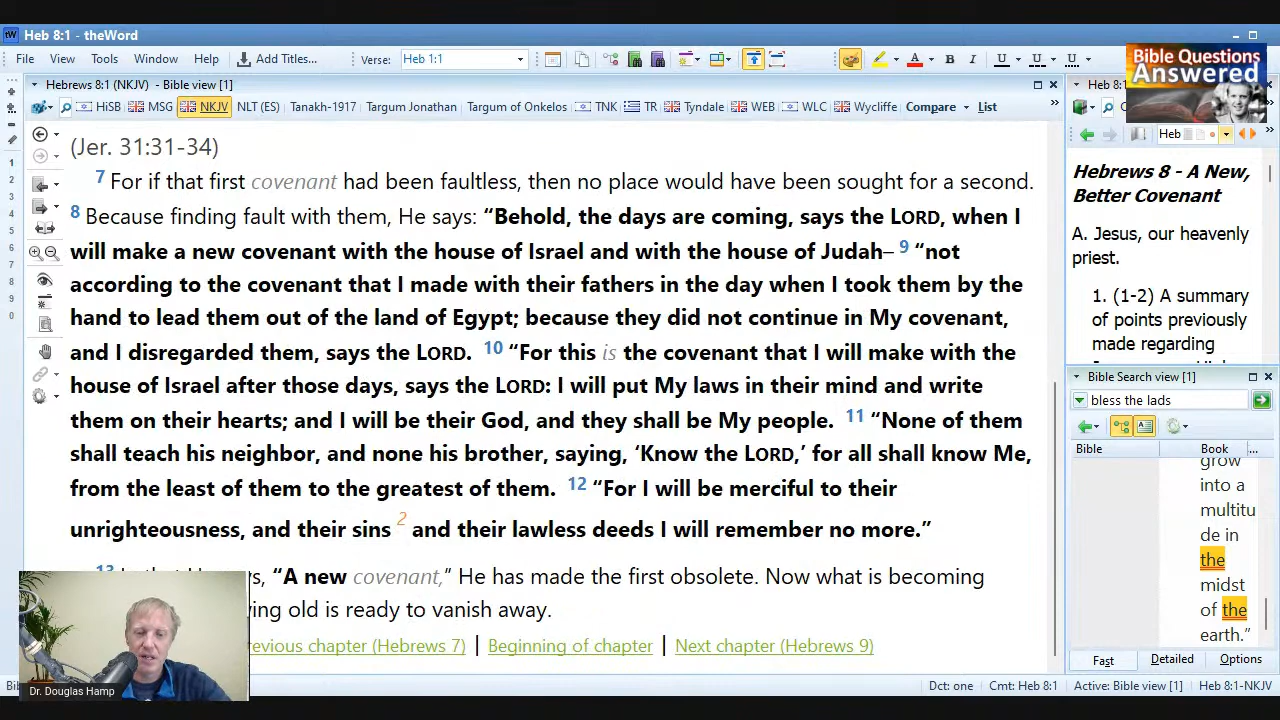 Heb 8:1 - theWord
File View Tools Window Help Add Titles... Verse: Heb 1:1
Bible Questions
Answered
Hebrews 8:1 (NKJV) - Bible view [1]
HiSB MSG NKJV NLT (ES) Tanakh-1917 Targum Jonathan Targum of Onkelos TNK TR Tyndale WEB WLC Wycliffe Compare List
1
2
3
4
5
6
7
8
9
0
(Jer. 31:31-34)
7 For if that first covenant had been faultless, then no place would have been sought for a second.
8 Because finding fault with them, He says: “Behold, the days are coming, says the LORD, when I
will make a new covenant with the house of Israel and with the house of Judah– 9 “not
according to the covenant that I made with their fathers in the day when I took them by the
hand to lead them out of the land of Egypt; because they did not continue in My covenant,
and I disregarded them, says the LORD. 10 “For this is the covenant that I will make with the
house of Israel after those days, says the LORD: I will put My laws in their mind and write
them on their hearts; and I will be their God, and they shall be My people. 11 “None of them
shall teach his neighbor, and none his brother, saying, ‘Know the LORD,’ for all shall know Me,
from the least of them to the greatest of them. 12 “For I will be merciful to their
unrighteousness, and their sins 2 and their lawless deeds I will remember no more.”
“A new covenant,” He has made the first obsolete. Now what is becoming
old is ready to vanish away.
chapter (Hebrews 7) | Beginning of chapter | Next chapter (Hebrews 9)
Heb 8:
Heb
Hebrews 8 - A New,
Better Covenant
A. Jesus, our heavenly
priest.
1. (1-2) A summary
of points previously
made regarding
Bible Search view [1]
bless the lads
Bible Book ...
grow
into a
multitu
de in
the
midst
of the
earth.”
Fast Detailed Options
Dr. Douglas Hamp
Dct: one Cmt: Heb 8:1 Active: Bible view [1] Heb 8:1-NKJV